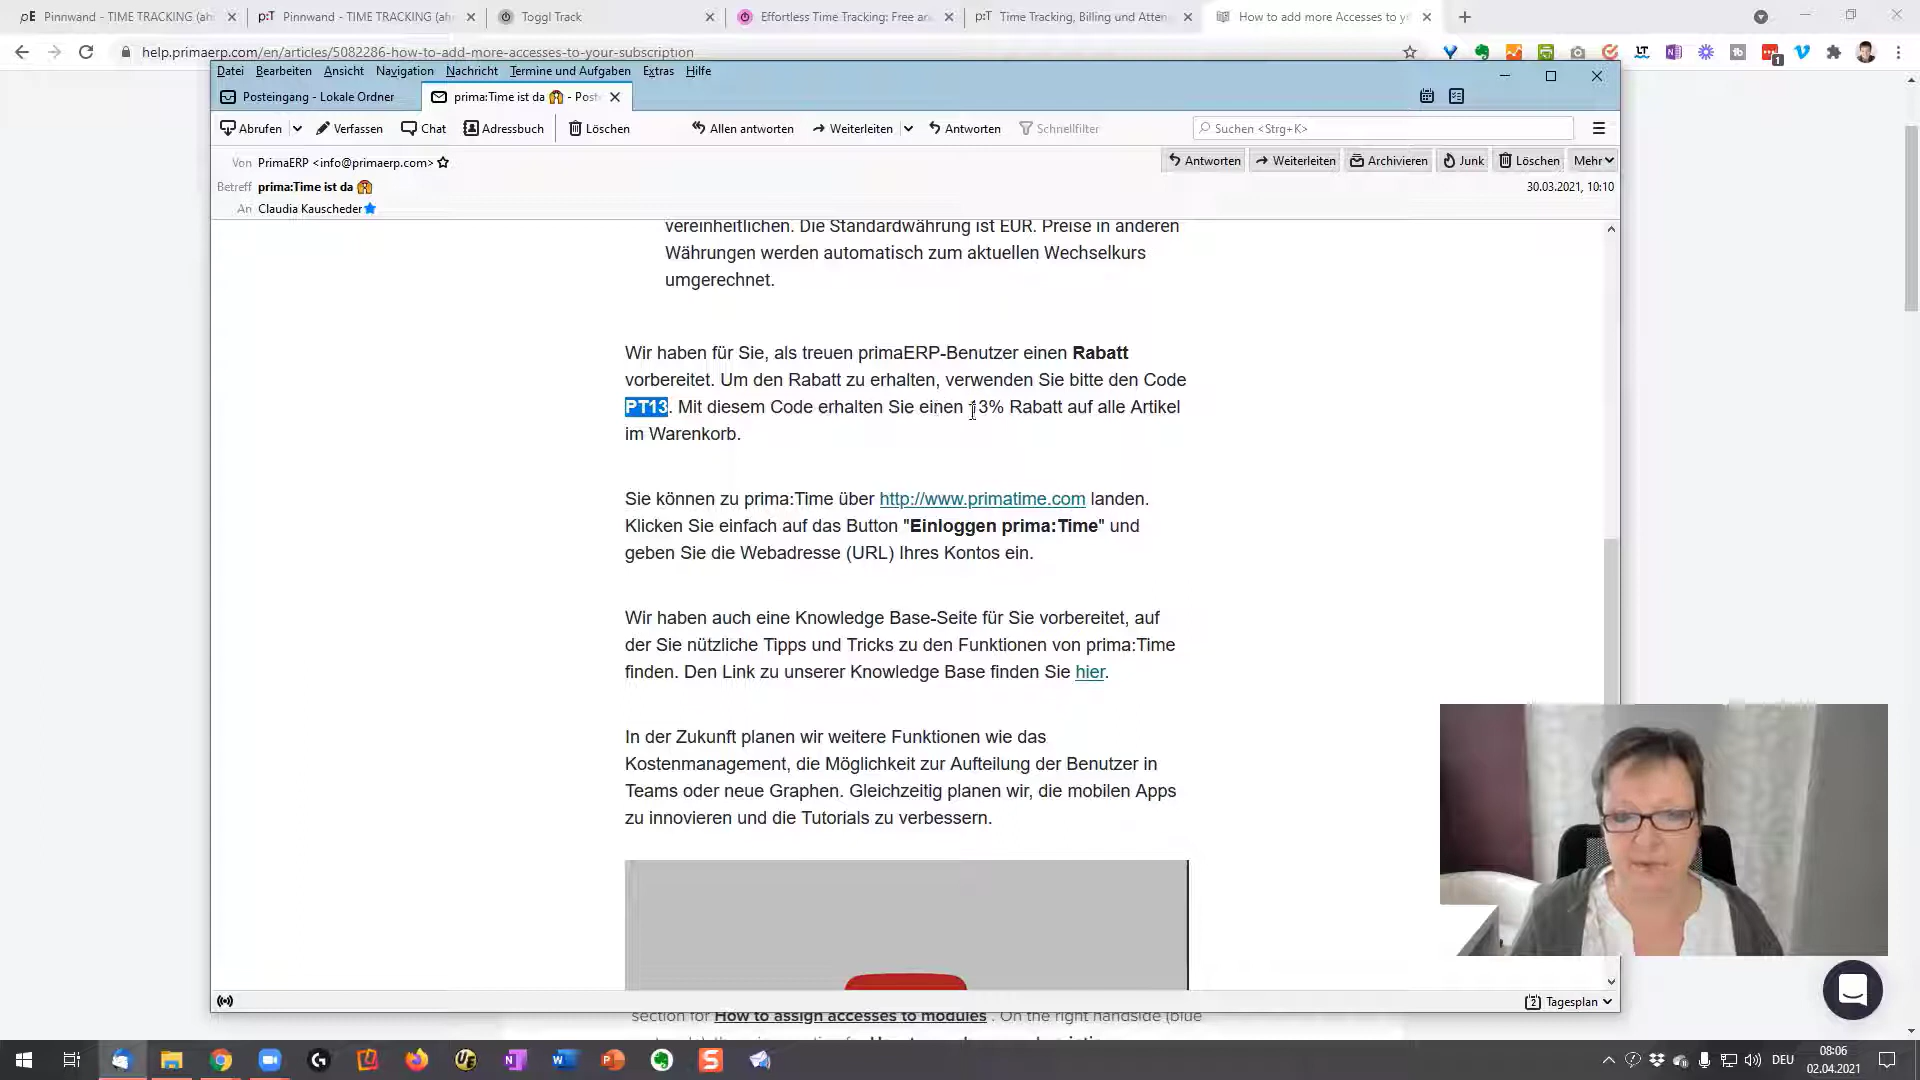 pE Pinnwand - TIME TRACKING (ab
p:T Pinnwand - TIME TRACKING (ab
Toggl Track
Effortless Time Tracking: Free an
p:T Time Tracking, Billing und Atten
How to add more Accesses to y
help.primaerp.com/en/articles/5082286-how-to-add-more-accesses-to-your-subscription
Datei Bearbeiten Ansicht Navigation Nachricht Termine und Aufgaben Extras Hilfe
Posteingang - Lokale Ordner
prima:Time ist da - Post
Abrufen Verfassen Chat Adressbuch Löschen Allen antworten Weiterleiten Antworten Schnellfilter Suchen <Strg+K>
Von PrimaERP <info@primaerp.com>
Antworten Weiterleiten Archivieren Junk Löschen Mehr
Betreff prima:Time ist da
30.03.2021, 10:10
An Claudia Kauscheder
vereinheitlichen. Die Standardwährung ist EUR. Preise in anderen
Währungen werden automatisch zum aktuellen Wechselkurs
umgerechnet.
Wir haben für Sie, als treuen primaERP-Benutzer einen Rabatt
vorbereitet. Um den Rabatt zu erhalten, verwenden Sie bitte den Code
PT13. Mit diesem Code erhalten Sie einen 13% Rabatt auf alle Artikel
im Warenkorb.
Sie können zu prima:Time über http://www.primatime.com landen.
Klicken Sie einfach auf das Button "Einloggen prima:Time" und
geben Sie die Webadresse (URL) Ihres Kontos ein.
Wir haben auch eine Knowledge Base-Seite für Sie vorbereitet, auf
der Sie nützliche Tipps und Tricks zu den Funktionen von prima:Time
finden. Den Link zu unserer Knowledge Base finden Sie hier.
In der Zukunft planen wir weitere Funktionen wie das
Kostenmanagement, die Möglichkeit zur Aufteilung der Benutzer in
Teams oder neue Graphen. Gleichzeitig planen wir, die mobilen Apps
zu innovieren und die Tutorials zu verbessern.
Tagesplan
section for How to assign accesses to modules . On the right handside (blue
DEU
08:06
02.04.2021